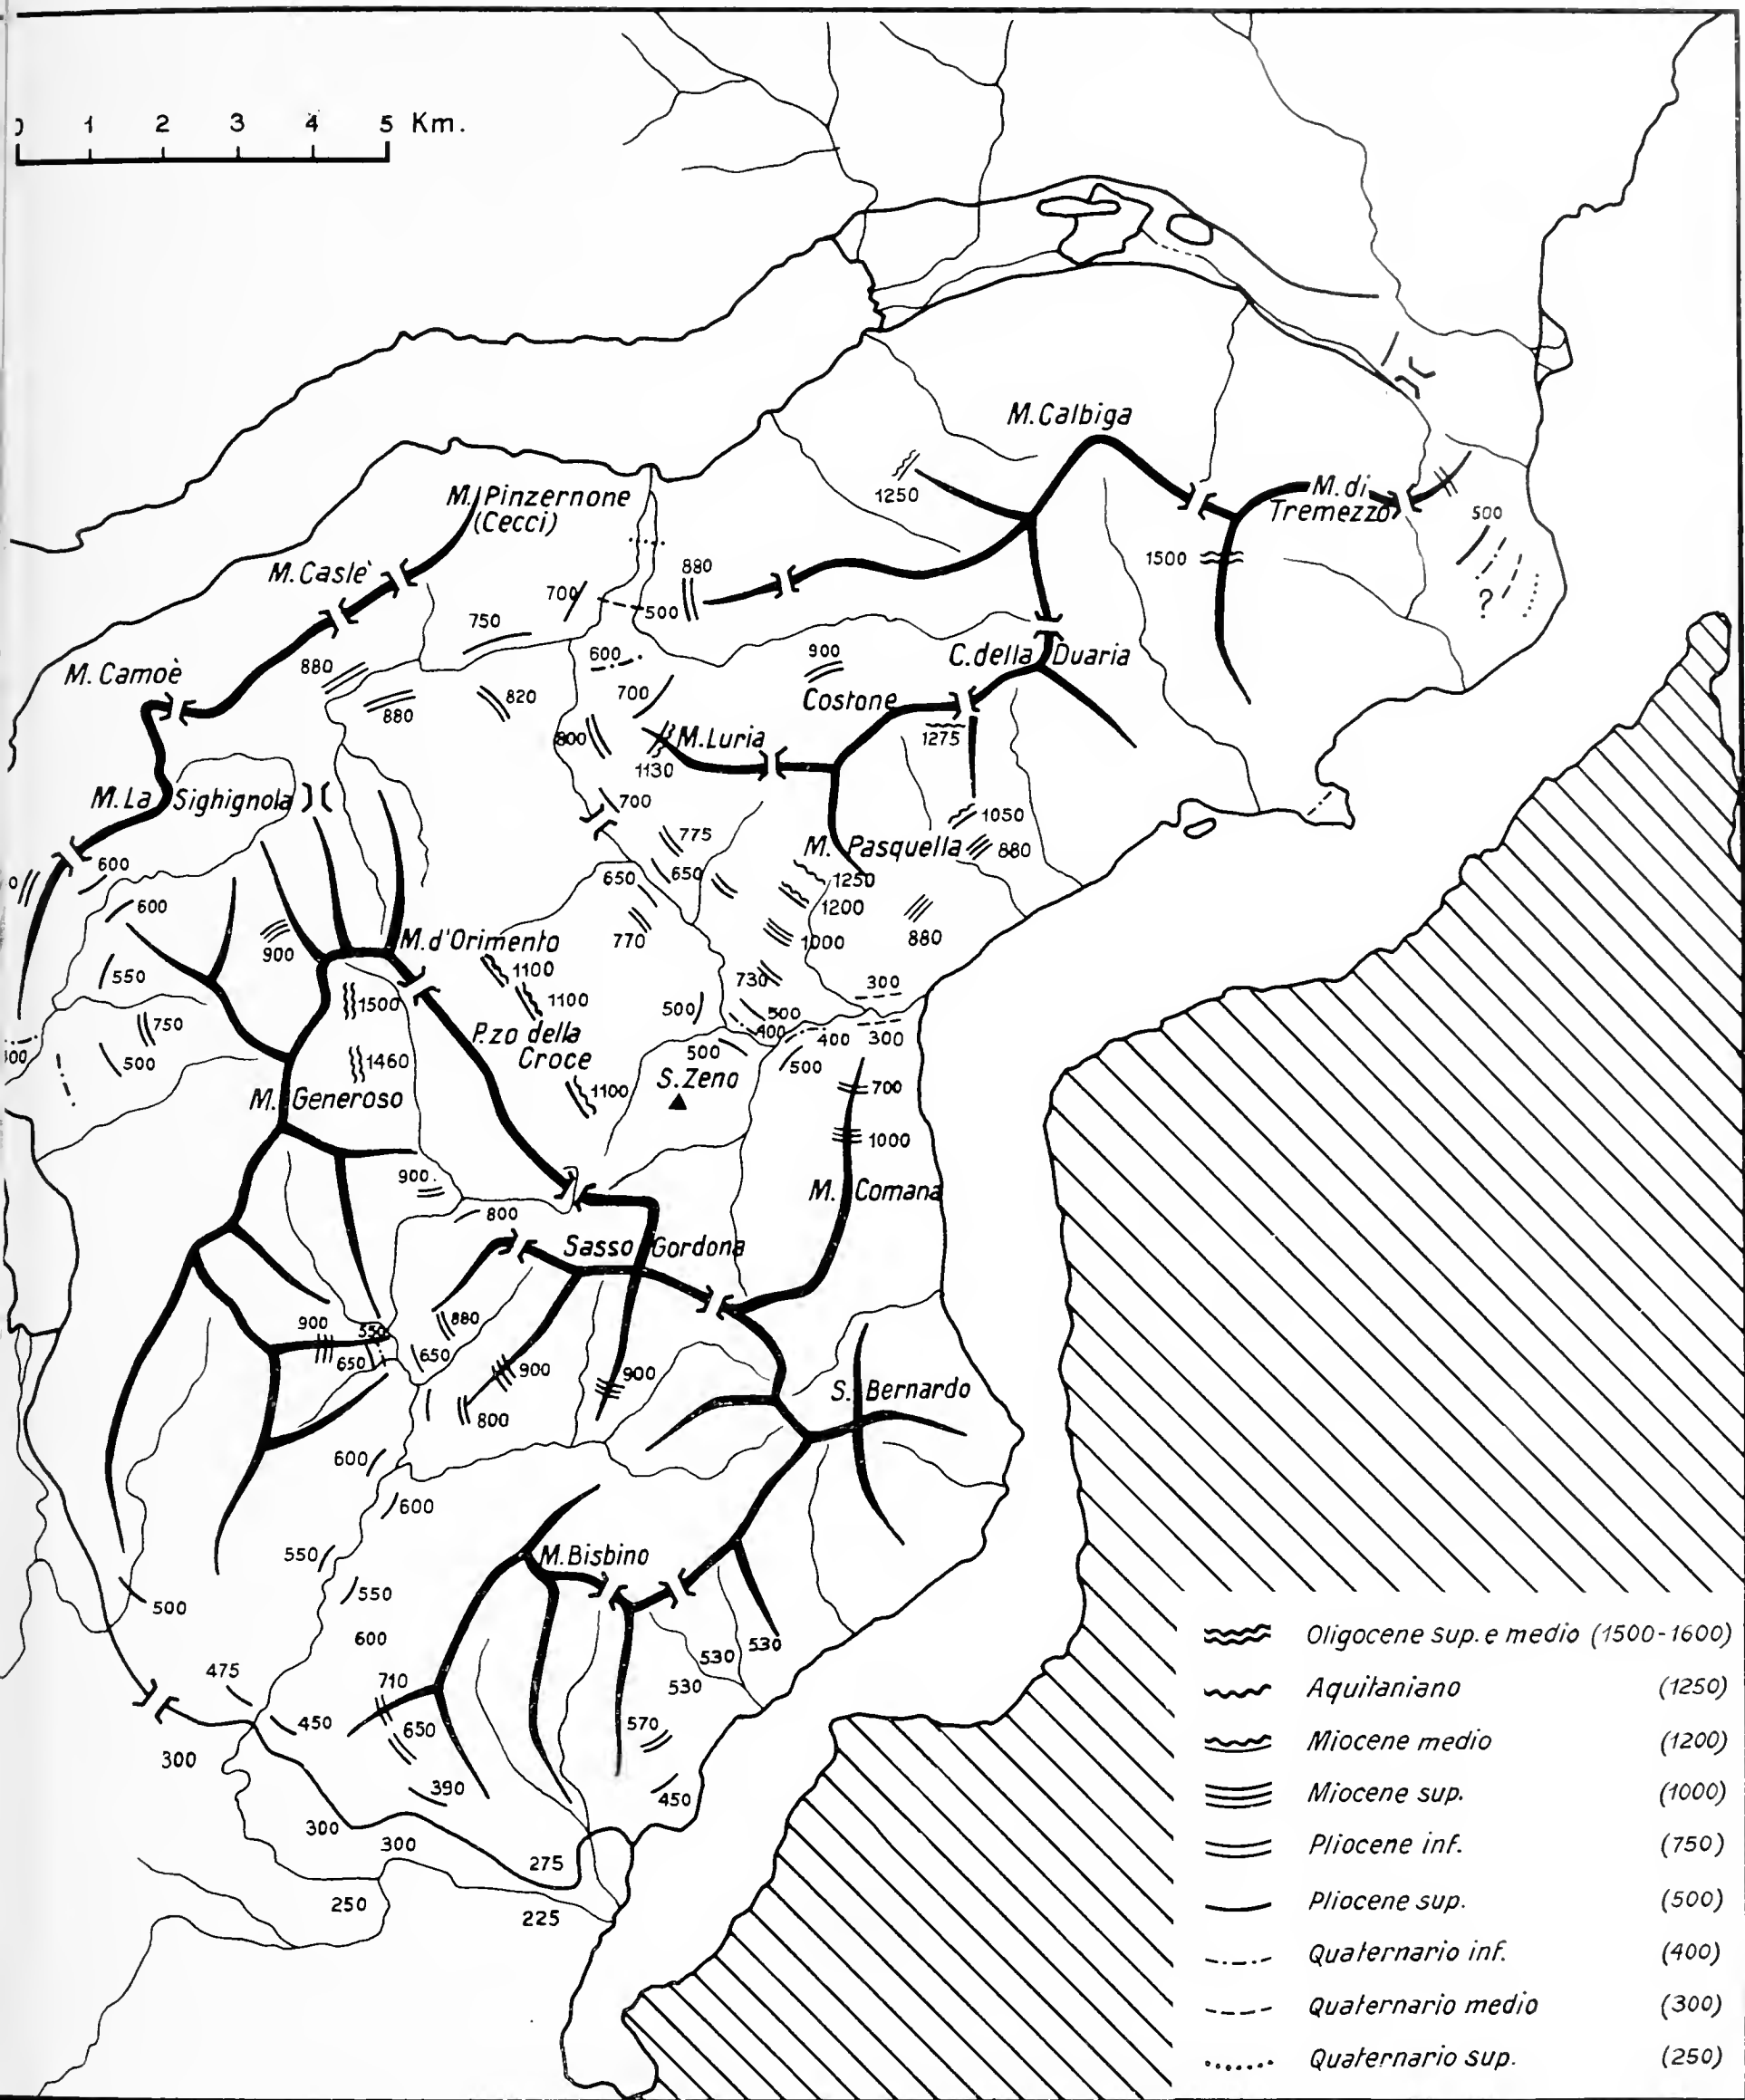 0 1 2 3 4 5 Km.
M. Calbiga
M. Pinzernone
(Cecci)
1250
M. di
Tremezzo
500
M. Caslè
880
1500
700
500
?
750
600
900
C. della Duaria
M. Camoè
880
820
700
Costone
880
800
M. Luria
1275
1130
M. La Sighignola
700
1050
775
M. Pasquella
880
600
650
650
1250
600
1200
M. d'Orimento
770
1000
880
900
1100
550
730
300
1500
1100
500
500
750
P.zo della
Croce
400
400
300
500
500
500
1460
S. Zeno
700
M. Generoso
1100
1000
900.
M. Comana
800
Sasso Gordona
900
550
880
650
650
900
900
S. Bernardo
800
600
600
550
M. Bisbino
550
500
600
530
530
475
710
530
450
650
570
300
390
450
300
300
275
250
225
Oligocene sup. e medio (1500-1600)
Aquitaniano (1250)
Miocene medio (1200)
Miocene sup. (1000)
Pliocene inf. (750)
Pliocene sup. (500)
Quaternario inf. (400)
Quaternario medio (300)
Quaternario sup. (250)